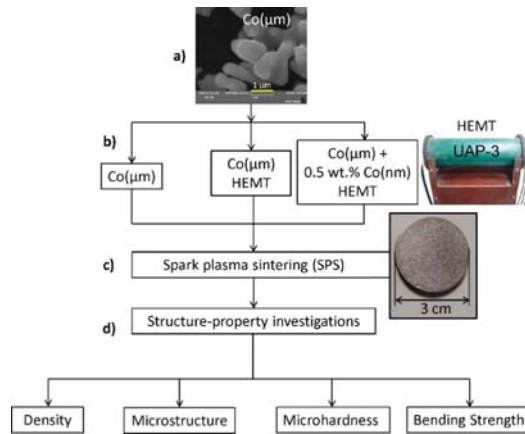 Co(μm)
a)
1 μm
b)
HEMT
UAP-3
Co(μm)
Co(μm)
HEMT
Co(μm) +
0.5 wt.% Co(nm)
HEMT
c)
Spark plasma sintering (SPS)
3 cm
d)
Structure-property investigations
Density
Microstructure
Microhardness
Bending Strength